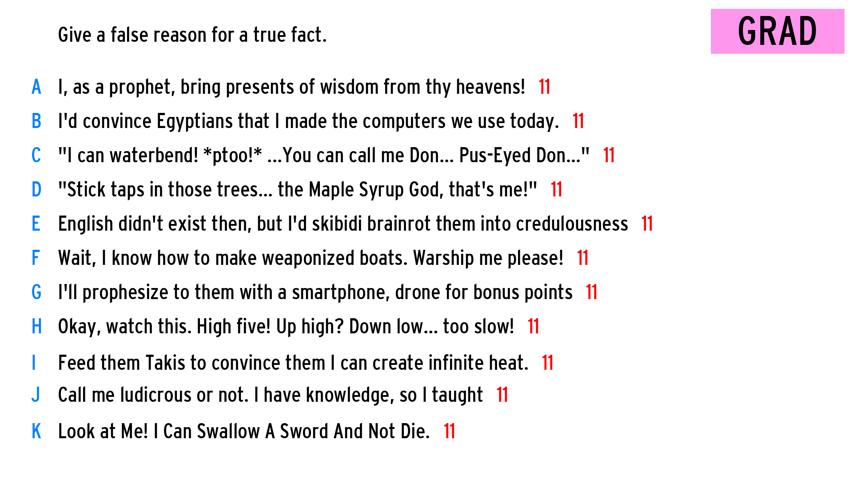 Give a false reason for a true fact.
GRAD
A I, as a prophet, bring presents of wisdom from thy heavens! 11
B I'd convince Egyptians that I made the computers we use today. 11
C "I can waterbend! *ptoo!* ...You can call me Don... Pus-Eyed Don..." 11
D "Stick taps in those trees... the Maple Syrup God, that's me!" 11
E English didn't exist then, but I'd skibidi brainrot them into credulousness 11
F Wait, I know how to make weaponized boats. Warship me please! 11
G I'll prophesize to them with a smartphone, drone for bonus points 11
H Okay, watch this. High five! Up high? Down low... too slow! 11
I Feed them Takis to convince them I can create infinite heat. 11
J Call me ludicrous or not. I have knowledge, so I taught 11
K Look at Me! I Can Swallow A Sword And Not Die. 11